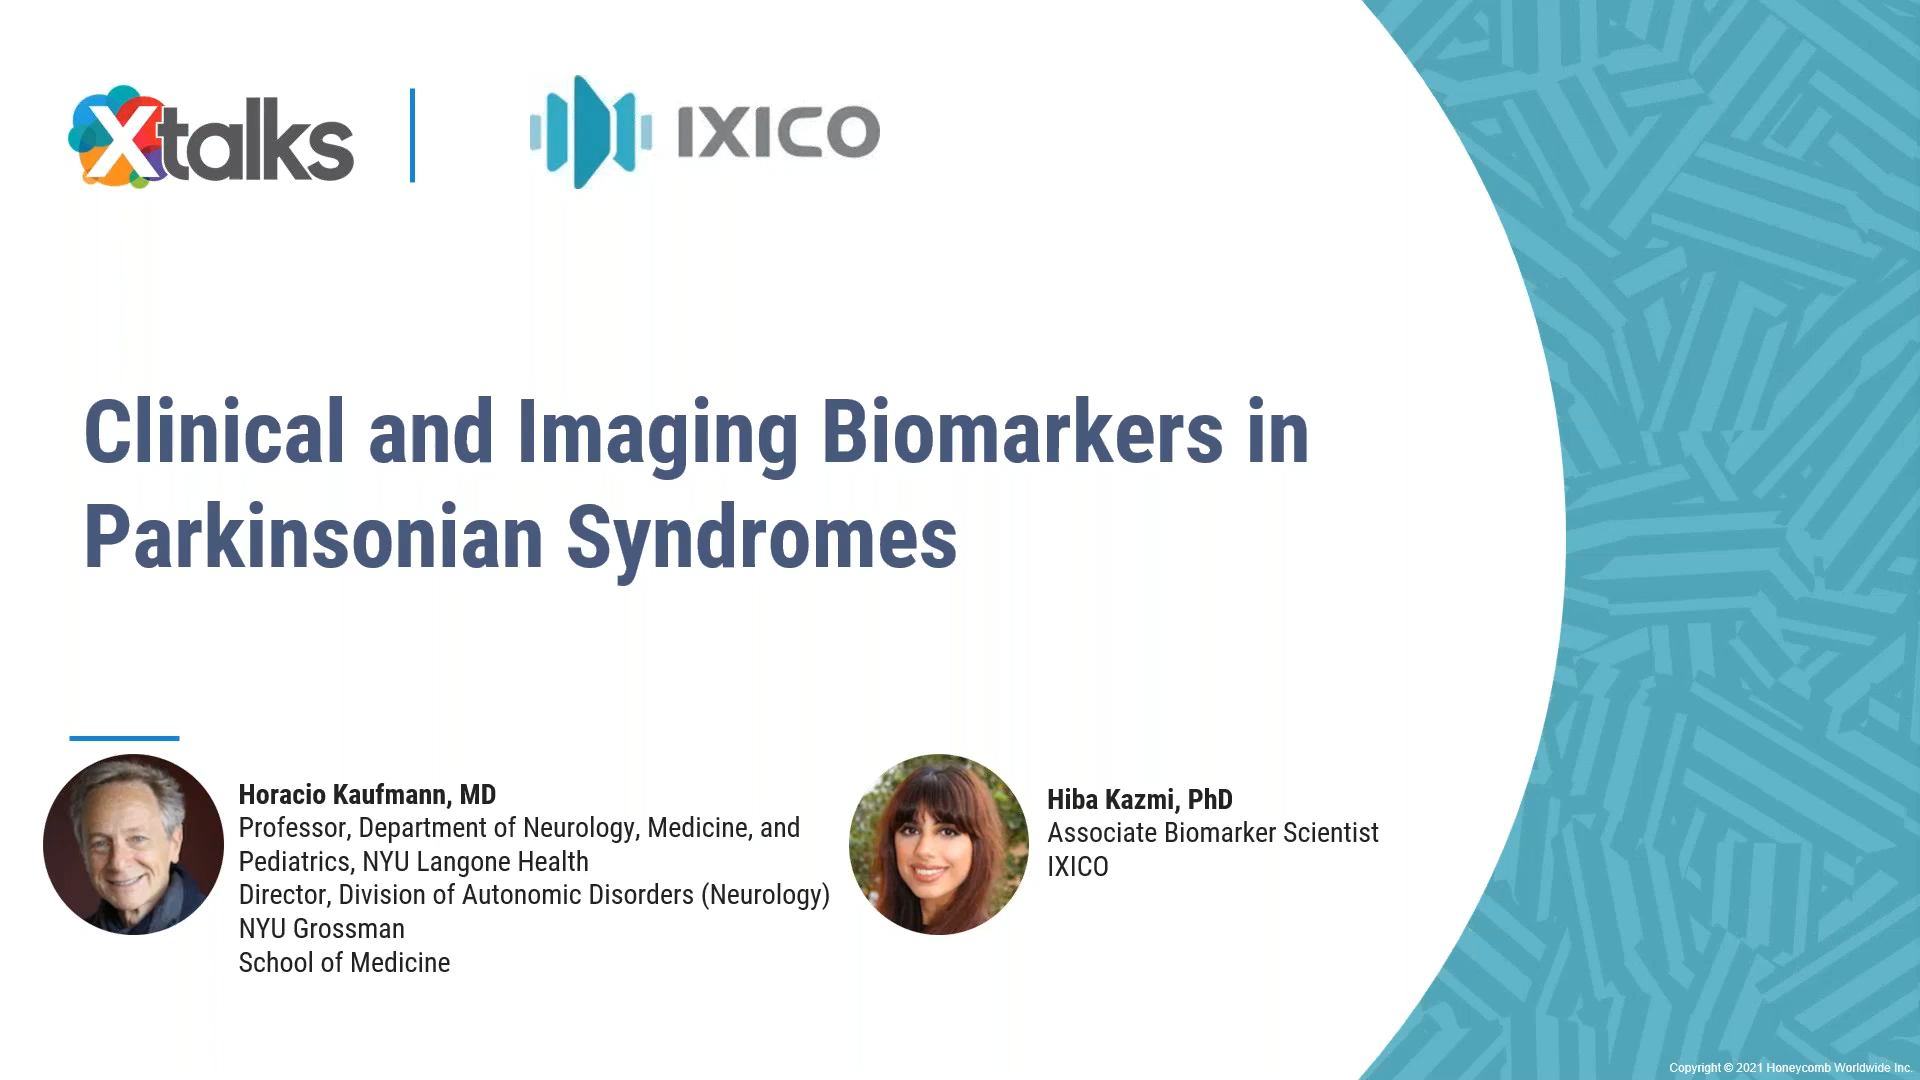 Xtalks
IXICO
Clinical and Imaging Biomarkers in
Parkinsonian Syndromes
Horacio Kaufmann, MD
Professor, Department of Neurology, Medicine, and
Pediatrics, NYU Langone Health
Director, Division of Autonomic Disorders (Neurology)
NYU Grossman
School of Medicine
Hiba Kazmi, PhD
Associate Biomarker Scientist
IXICO
Copyright © 2021 Honeycomb Worldwide Inc.